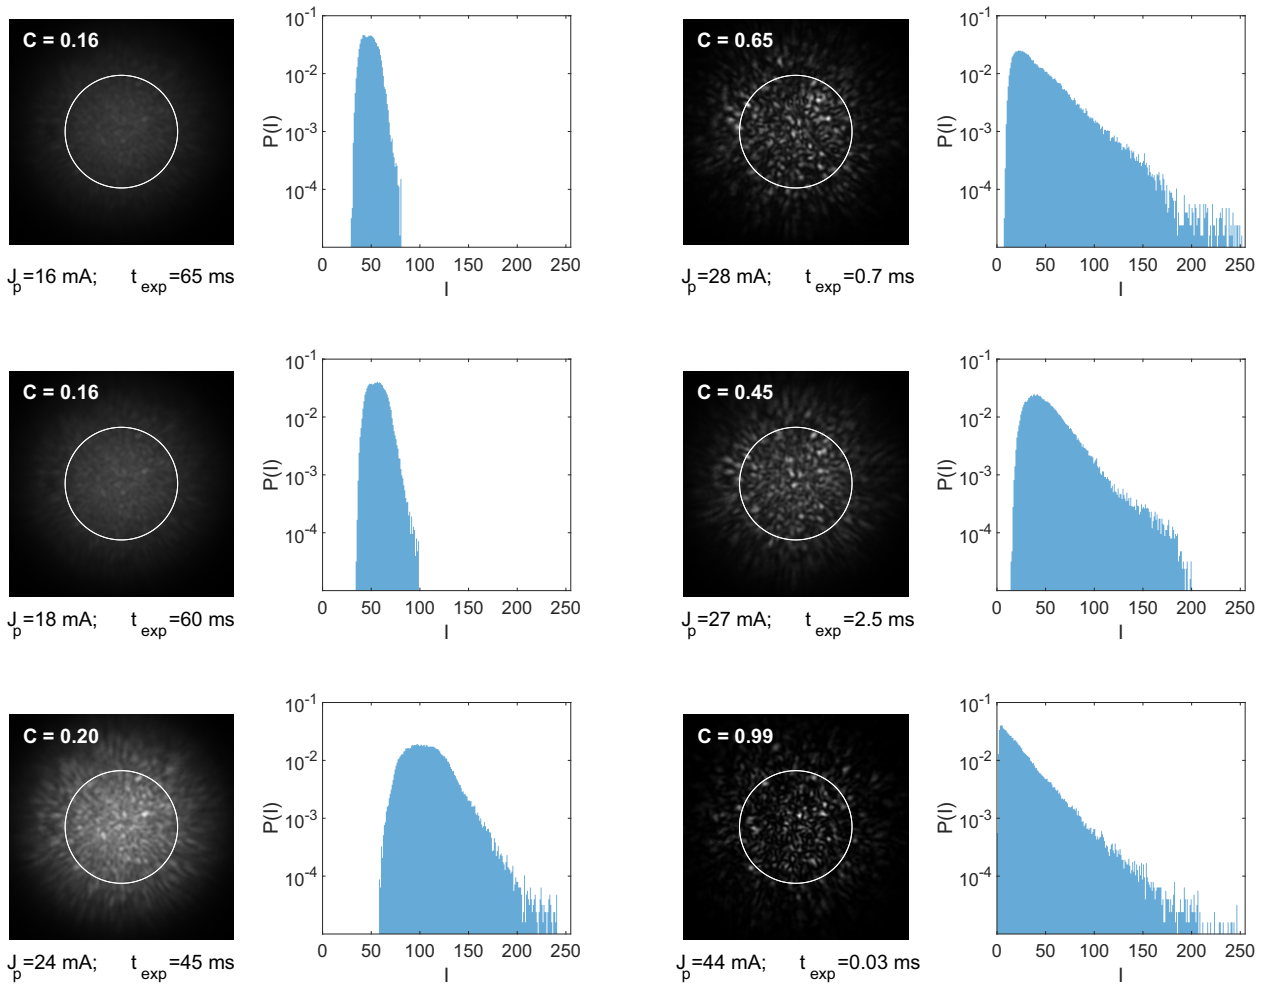 C = 0.16
10^-1
10^-2
10^-3
10^-4
P(I)
0 50 100 150 200 250
I
J_p=16 mA; t_exp=65 ms
C = 0.65
10^-1
10^-2
10^-3
10^-4
P(I)
0 50 100 150 200 250
I
J_p=28 mA; t_exp=0.7 ms
C = 0.16
10^-1
10^-2
10^-3
10^-4
P(I)
0 50 100 150 200 250
I
J_p=18 mA; t_exp=60 ms
C = 0.45
10^-1
10^-2
10^-3
10^-4
P(I)
0 50 100 150 200 250
I
J_p=27 mA; t_exp=2.5 ms
C = 0.20
10^-1
10^-2
10^-3
10^-4
P(I)
0 50 100 150 200 250
I
J_p=24 mA; t_exp=45 ms
C = 0.99
10^-1
10^-2
10^-3
10^-4
P(I)
0 50 100 150 200 250
I
J_p=44 mA; t_exp=0.03 ms